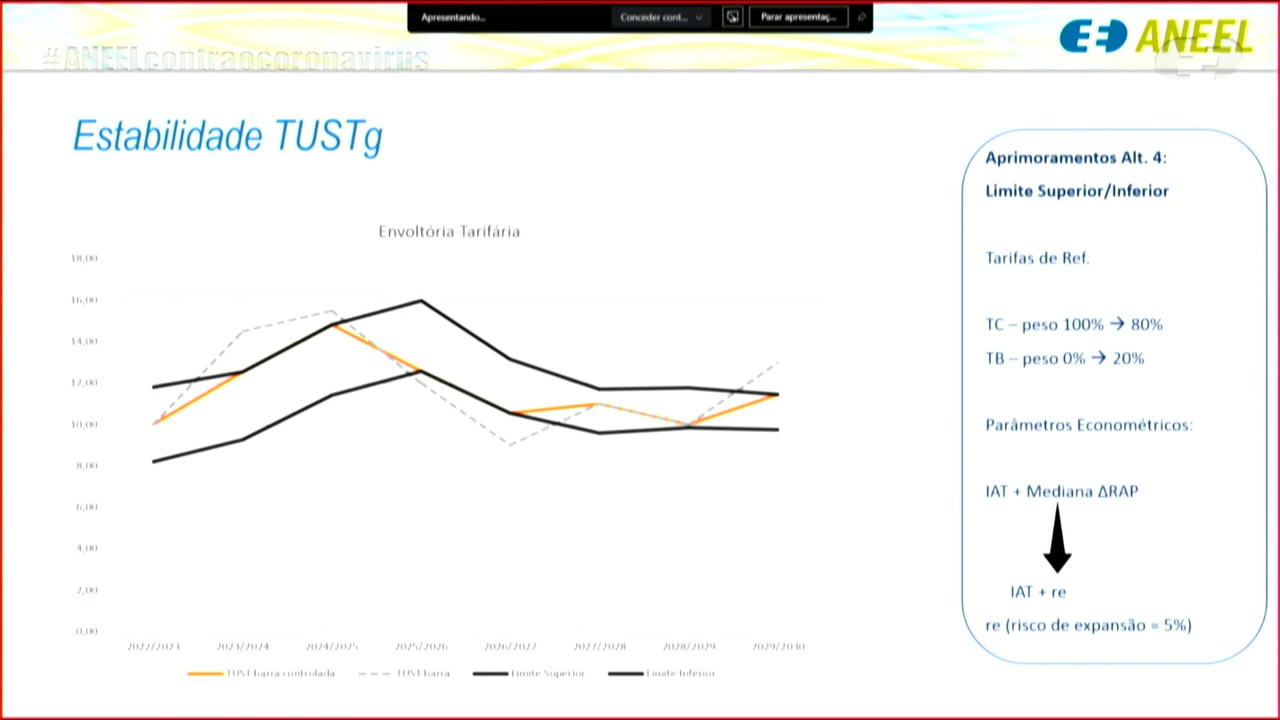 Apresentando...
Conceder cont...
Parar apresentaç...
ANEEL
#ANEELcontraocoronavirus
Estabilidade TUSTg
Envoltória Tarifária
18,00
16,00
14,00
12,00
10,00
8,00
6,00
4,00
2,00
0,00
2022/2023 2023/2024 2024/2025 2025/2026 2026/2027 2027/2028 2028/2029 2029/2030
TUST barra controlada TUST barra Limite Superior Limite Inferior
Aprimoramentos Alt. 4:
Limite Superior/Inferior
Tarifas de Ref.
TC – peso 100% → 80%
TB – peso 0% → 20%
Parâmetros Econométricos:
IAT + Mediana ΔRAP
IAT + re
re (risco de expansão = 5%)